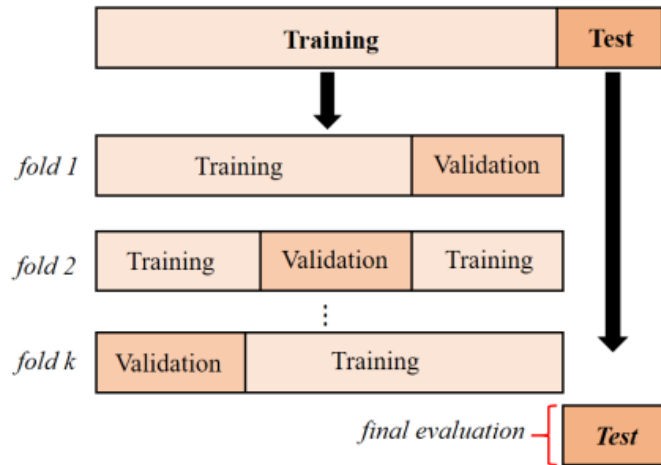 Training Test
fold 1 Training Validation
fold 2 Training Validation Training
⋮
fold k Validation Training
final evaluation Test